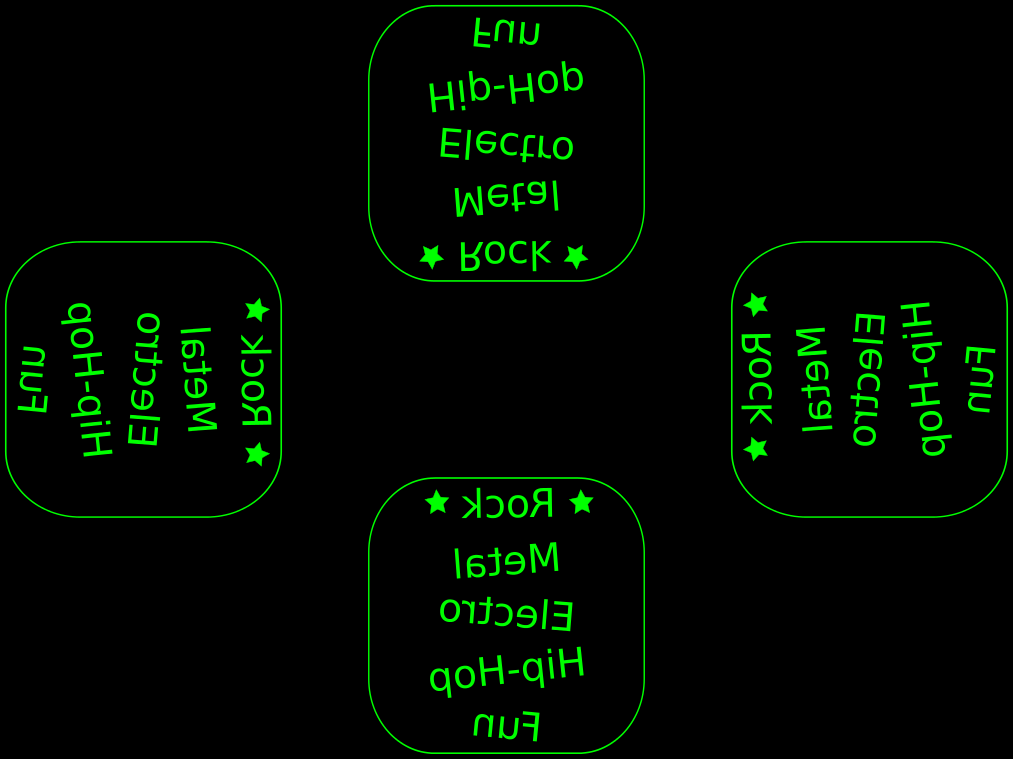 ★ Rock ★
Metal
Electro
Hip-Hop
Fun
★ Rock ★
Metal
Electro
Hip-Hop
Fun
★ Rock ★
Metal
Electro
Hip-Hop
Fun
★ Rock ★
Metal
Electro
Hip-Hop
Fun